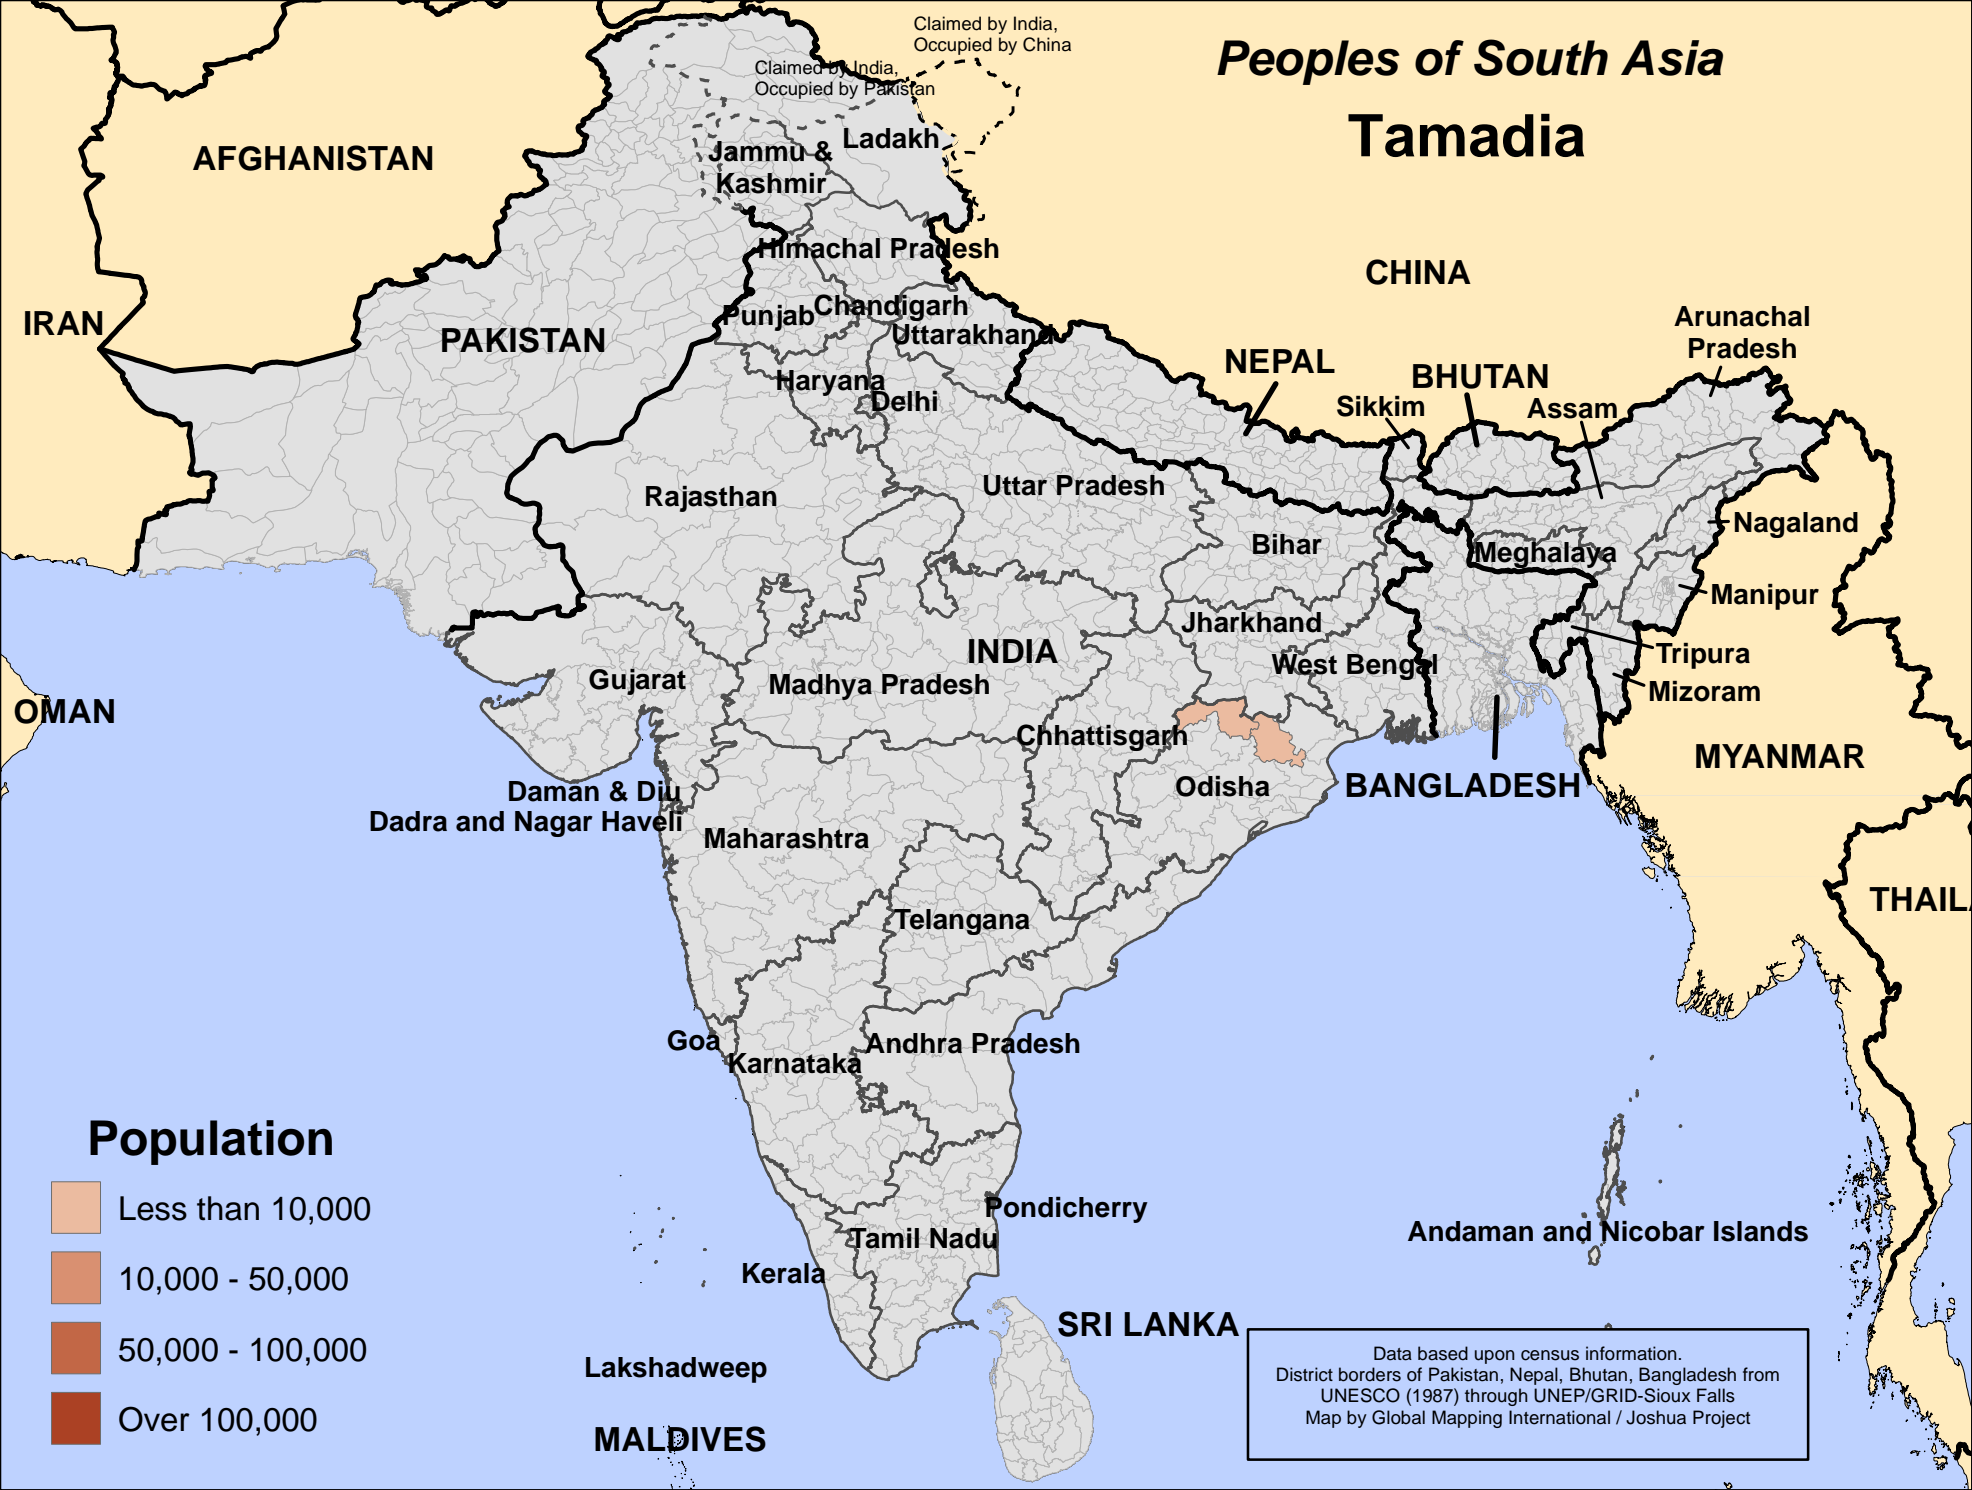 Claimed by India,
Occupied by China
Peoples of South Asia
Tamadia
Claimed by India,
Occupied by Pakistan
Ladakh
Jammu &
Kashmir
AFGHANISTAN
Himachal Pradesh
CHINA
Chandigarh
Punjab
Uttarakhand
IRAN
PAKISTAN
Arunachal
Pradesh
NEPAL
BHUTAN
Haryana
Delhi
Sikkim
Assam
Uttar Pradesh
Rajasthan
Nagaland
Bihar
Meghalaya
Manipur
Jharkhand
INDIA
Tripura
West Bengal
Gujarat
Madhya Pradesh
Mizoram
OMAN
Chhattisgarh
MYANMAR
Odisha
BANGLADESH
Daman & Diu
Dadra and Nagar Haveli
Maharashtra
THAIL
Telangana
Goa
Andhra Pradesh
Karnataka
Population
Less than 10,000
10,000 - 50,000
50,000 - 100,000
Over 100,000
Pondicherry
Tamil Nadu
Andaman and Nicobar Islands
Kerala
SRI LANKA
Lakshadweep
MALDIVES
Data based upon census information.
District borders of Pakistan, Nepal, Bhutan, Bangladesh from
UNESCO (1987) through UNEP/GRID-Sioux Falls
Map by Global Mapping International / Joshua Project